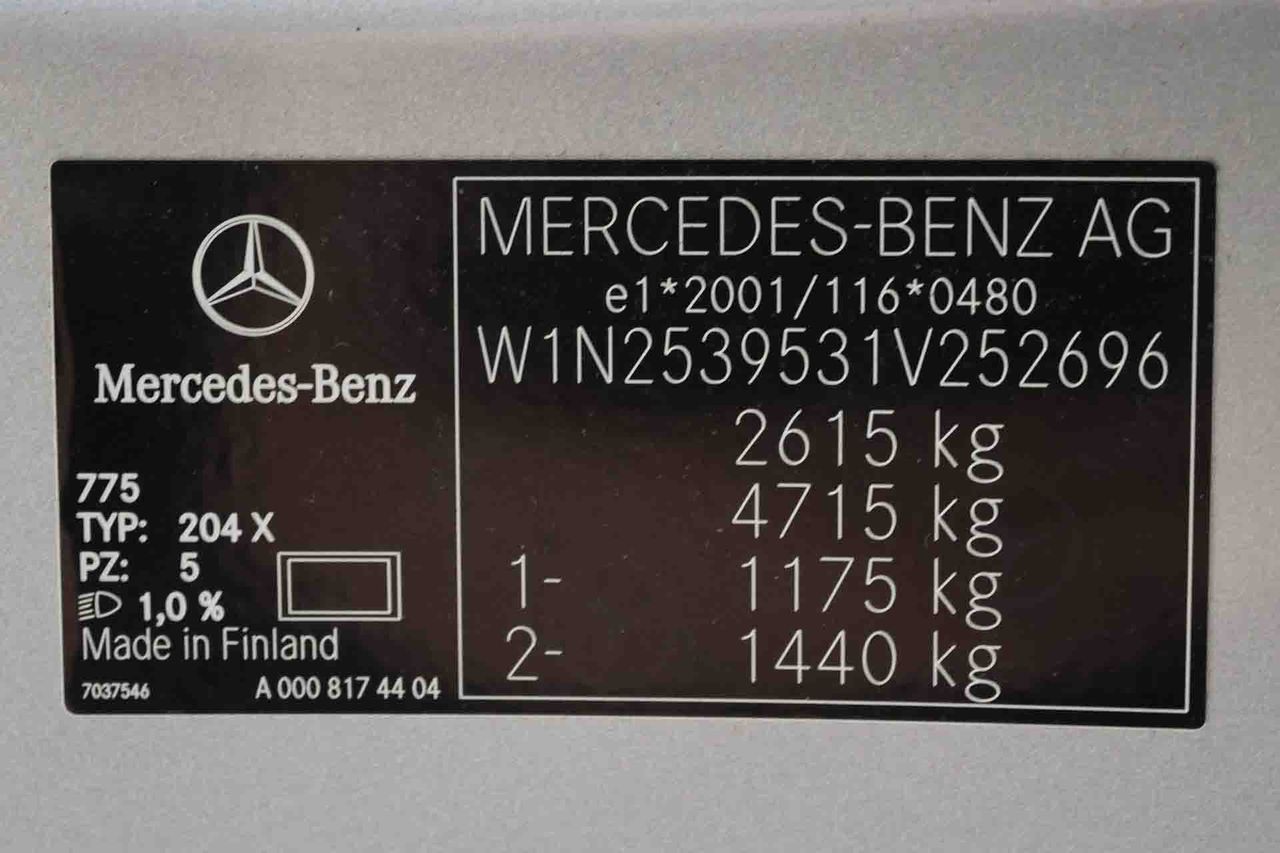 Mercedes-Benz
775
TYP: 204 X
PZ: 5
1,0 %
Made in Finland
7037546 A 000 817 44 04
MERCEDES-BENZ AG
e1*2001/116*0480
W1N2539531V252696
2615 kg
4715 kg
1- 1175 kg
2- 1440 kg